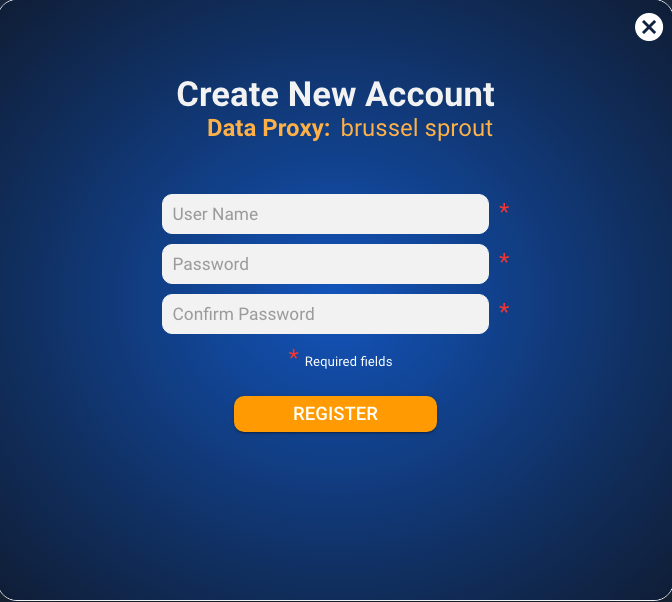 Create New Account
Data Proxy: brussel sprout
User Name *
Password *
Confirm Password *
* Required fields
REGISTER